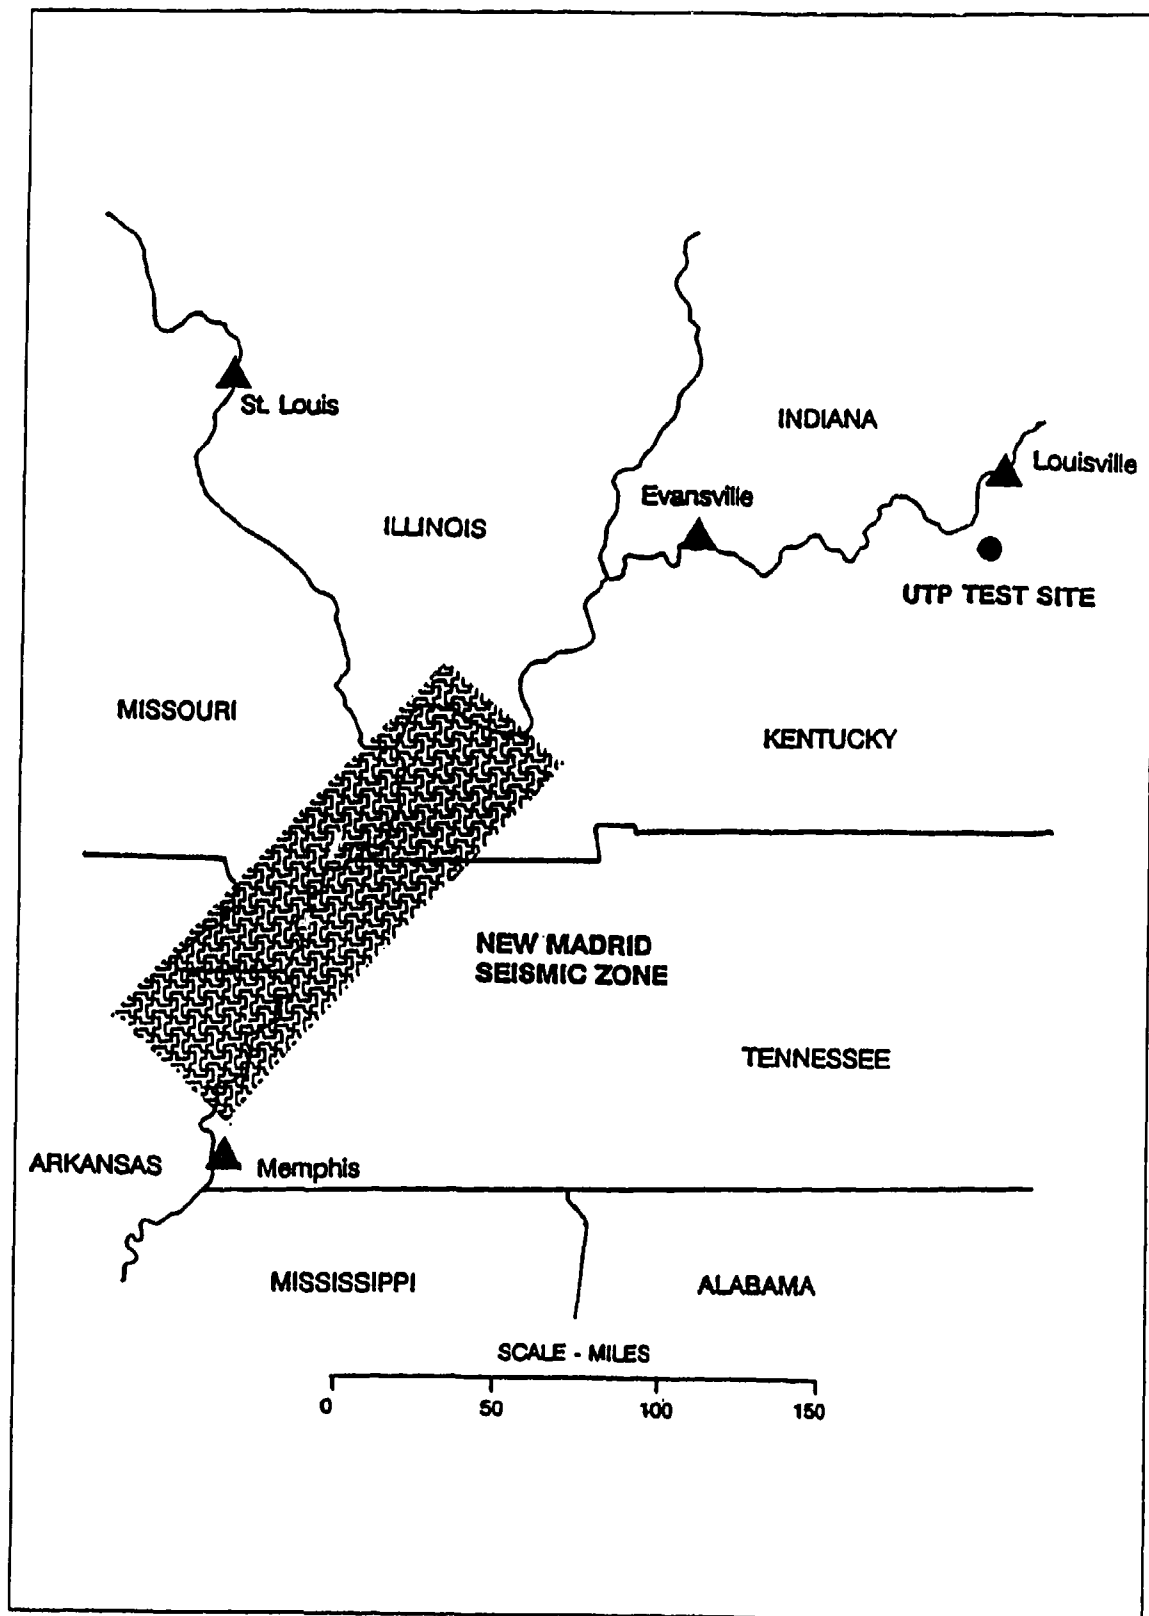 St. Louis
INDIANA
Louisville
Evansville
ILLINOIS
UTP TEST SITE
MISSOURI
KENTUCKY
NEW MADRID
SEISMIC ZONE
TENNESSEE
ARKANSAS
Memphis
MISSISSIPPI
ALABAMA
SCALE - MILES
0 50 100 150